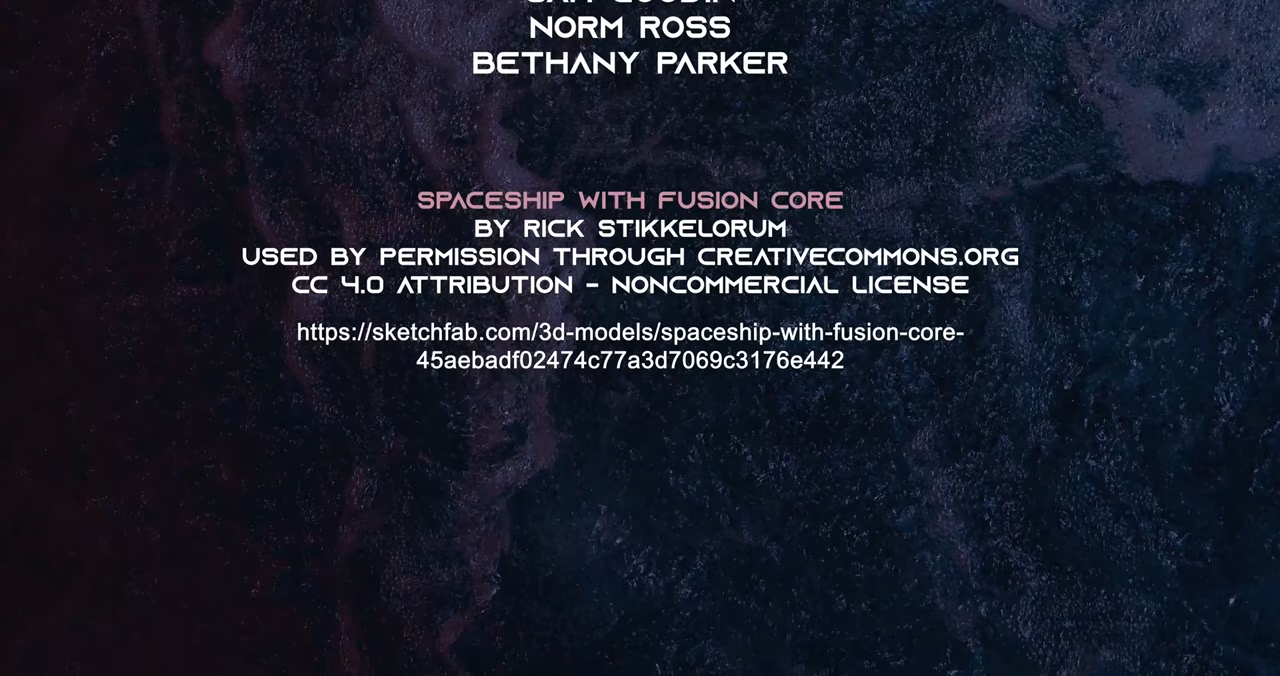 NORM ROSS
BETHANY PARKER
SPACESHIP WITH FUSION CORE
BY RICK STIKKELORUM
USED BY PERMISSION THROUGH CREATIVECOMMONS.ORG
CC 4.0 ATTRIBUTION - NONCOMMERCIAL LICENSE
https://sketchfab.com/3d-models/spaceship-with-fusion-core-
45aebadf02474c77a3d7069c3176e442